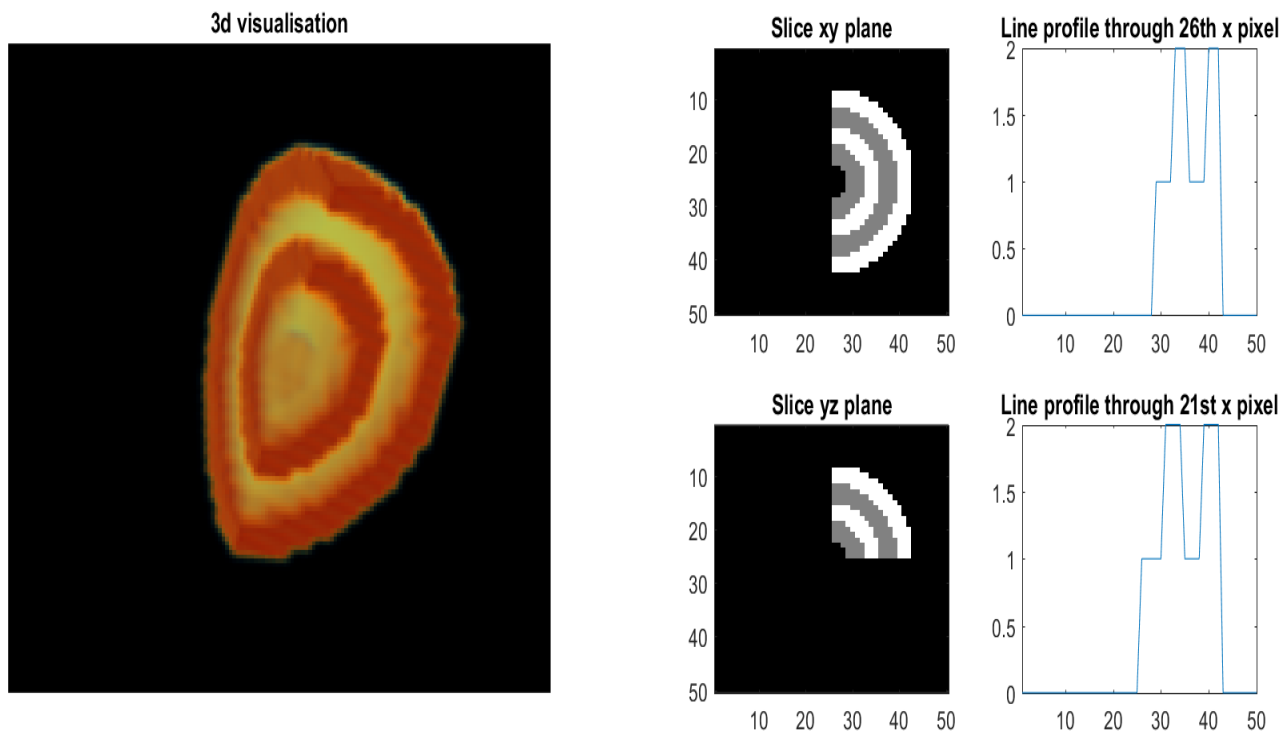 3d visualisation
Slice xy plane
10
20
30
40
50
10 20 30 40 50
Line profile through 26th x pixel
2
1.5
1
0.5
0
10 20 30 40 50
Slice yz plane
10
20
30
40
50
10 20 30 40 50
Line profile through 21st x pixel
2
1.5
1
0.5
0
10 20 30 40 50